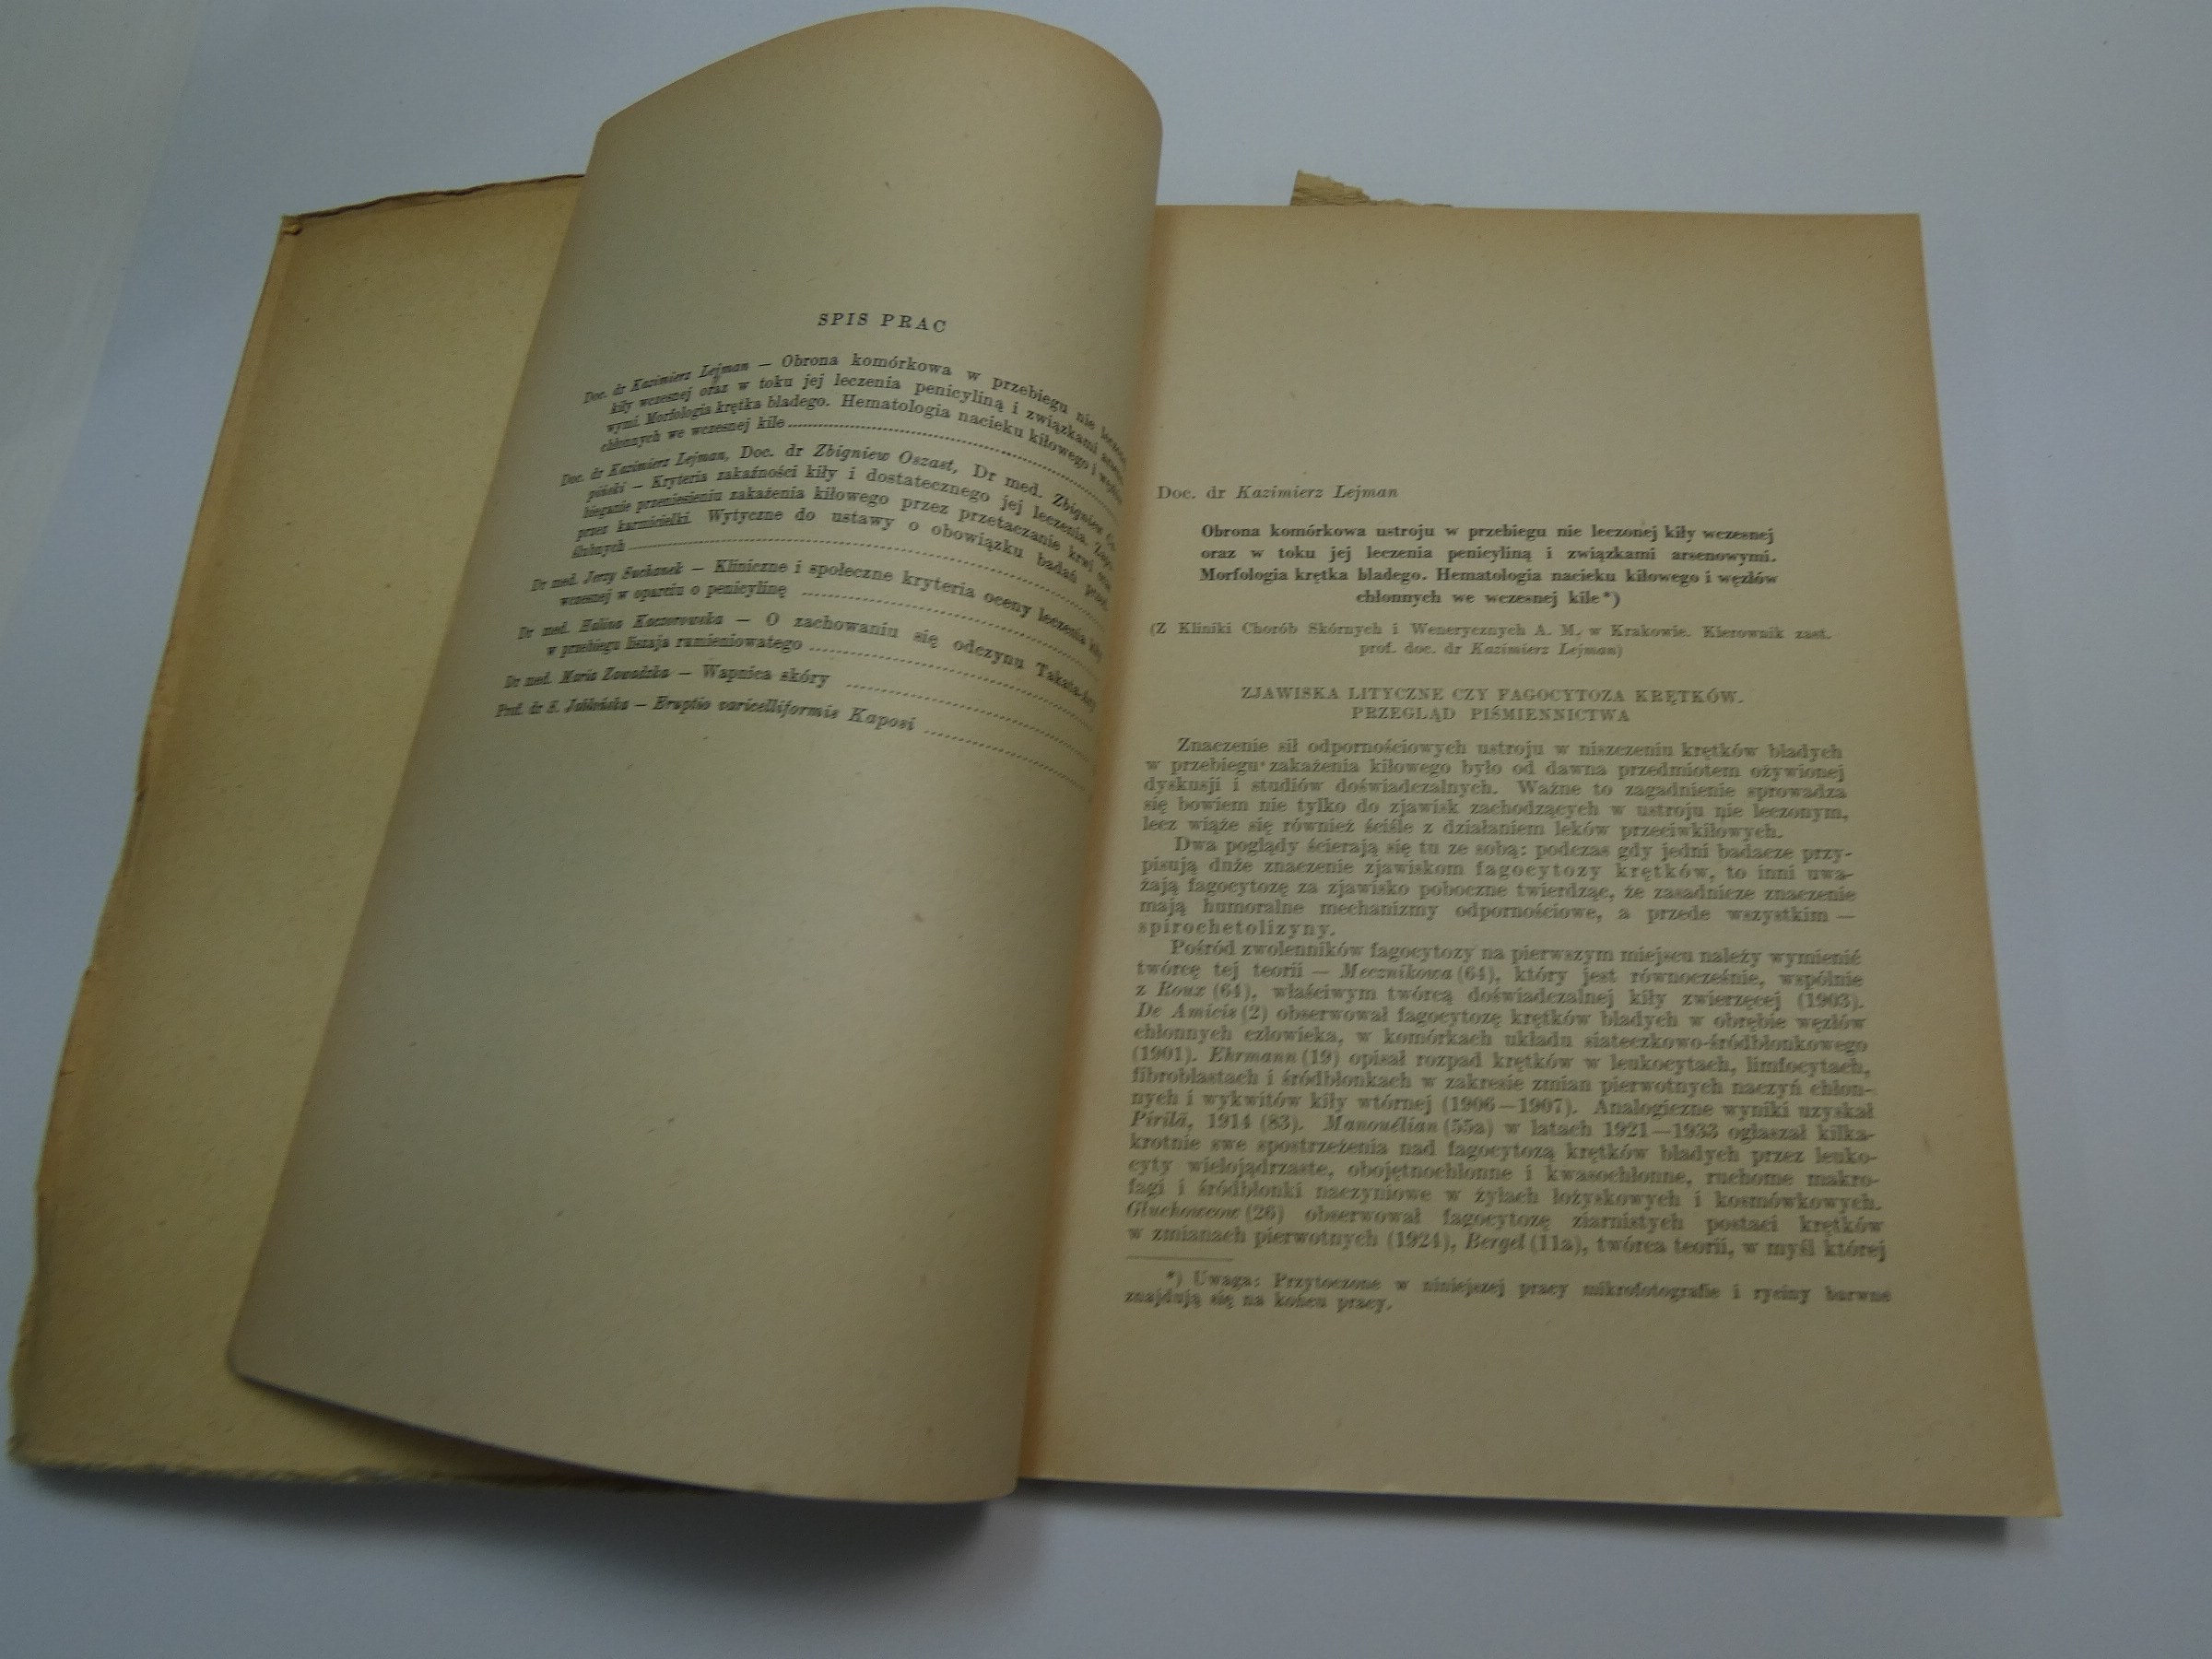 SPIS PRAC
Doc. dr Kazimierz Lejman — Obrona komórkowa w przebiegu nie
kiły wczesnej oraz w toku jej leczenia penicyliną i związkami
wymi. Morfologia krętka bladego. Hematologia nacieku kiłowego i węzłów
chłonnych we wczesnej kile
Doc. dr Kazimierz Lejman, Doc. dr Zbigniew Oszast, Dr med. Zbigniew
piński — Kryteria zakaźności kiły i dostatecznego jej leczenia.
bieganie przeniesieniu zakażenia kiłowego przez przetaczanie krwi oraz
przez karmicielki. Wytyczne do ustawy o obowiązku badań
ślubnych
Dr med. Jerzy Suchanek — Kliniczne i społeczne kryteria oceny leczenia kiły
wczesnej w oparciu o penicylinę
Dr med. Halina Kaczorowska — O zachowaniu się odczynu Takata-Ary
w przebiegu liszaja rumieniowatego
Dr med. Maria Zawadzka — Wapnica skóry
Prof. dr S. Jabłońska — Eruptio varicelliformis Kaposi
Doc. dr Kazimierz Lejman
Obrona komórkowa ustroju w przebiegu nie leczonej kiły wczesnej
oraz w toku jej leczenia penicyliną i związkami arsenowymi.
Morfologia krętka bladego. Hematologia nacieku kiłowego i węzłów
chłonnych we wczesnej kile*)
(Z Kliniki Chorób Skórnych i Wenerycznych A. M. w Krakowie. Kierownik zast.
prof. doc. dr Kazimierz Lejman)
ZJAWISKA LITYCZNE CZY FAGOCYTOZA KRĘTKÓW.
PRZEGLĄD PIŚMIENNICTWA
Znaczenie sił odpornościowych ustroju w niszczeniu krętków bladych
w przebiegu zakażenia kiłowego było od dawna przedmiotem ożywionej
dyskusji i studiów doświadczalnych. Ważne to zagadnienie sprowadza
się bowiem nie tylko do zjawisk zachodzących w ustroju nie leczonym,
lecz wiąże się również ściśle z działaniem leków przeciwkiłowych.
Dwa poglądy ścierają się tu ze sobą: podczas gdy jedni badacze przy-
pisują duże znaczenie zjawiskom fagocytozy krętków, to inni uwa-
żają fagocytozę za zjawisko poboczne twierdząc, że zasadnicze znaczenie
mają humoralne mechanizmy odpornościowe, a przede wszystkim —
spirochetolizyny.
Pośród zwolenników fagocytozy na pierwszym miejscu należy wymienić
twórcę tej teorii — Mecznikowa (64), który jest równocześnie, wspólnie
z Roux (64), właściwym twórcą doświadczalnej kiły zwierzęcej (1903).
De Amicis (2) obserwował fagocytozę krętków bladych w obrębie węzłów
chłonnych człowieka, w komórkach układu siateczkowo-śródbłonkowego
(1901). Ehrmann (19) opisał rozpad krętków w leukocytach, limfocytach,
fibroblastach i śródbłonkach w zakresie zmian pierwotnych naczyń chłon-
nych i wykwitów kiły wtórnej (1906—1907). Analogiczne wyniki uzyskał
Pirilä, 1914 (83). Manouélian (55a) w latach 1921—1933 ogłaszał kilka-
krotnie swe spostrzeżenia nad fagocytozą krętków bladych przez leuko-
cyty wielojądrzaste, obojętnochłonne i kwasochłonne, ruchome makro-
fagi i śródbłonki naczyniowe w żyłach łożyskowych i kosmówkowych.
Głuchowcow (26) obserwował fagocytozę ziarnistych postaci krętków
w zmianach pierwotnych (1924), Bergel (11a), twórca teorii, w myśl której
*) Uwaga: Przytoczone w niniejszej pracy mikrofotografie i ryciny barwne
znajdują się na końcu pracy.